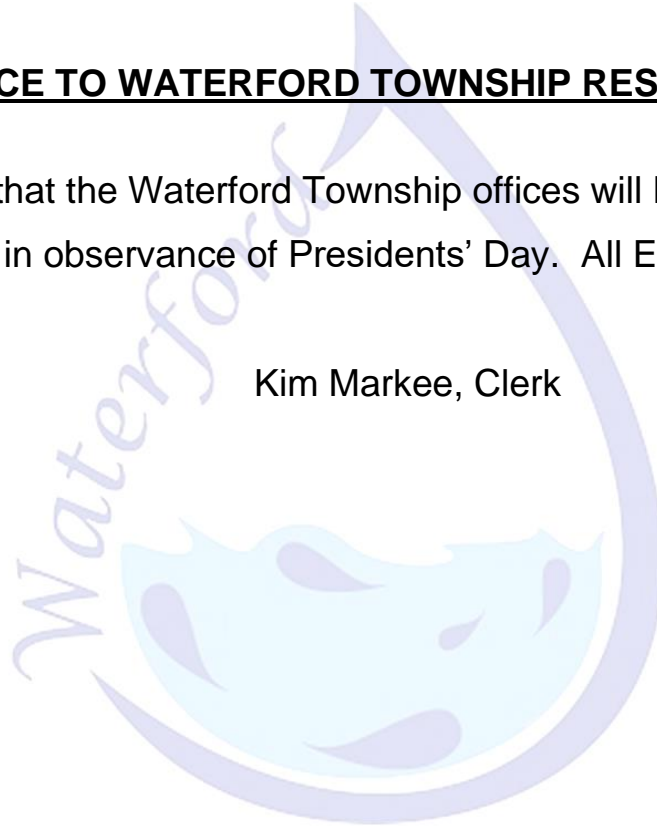 CE TO WATERFORD TOWNSHIP RES
that the Waterford Township offices will
in observance of Presidents’ Day. All E
Kim Markee, Clerk
Waterford